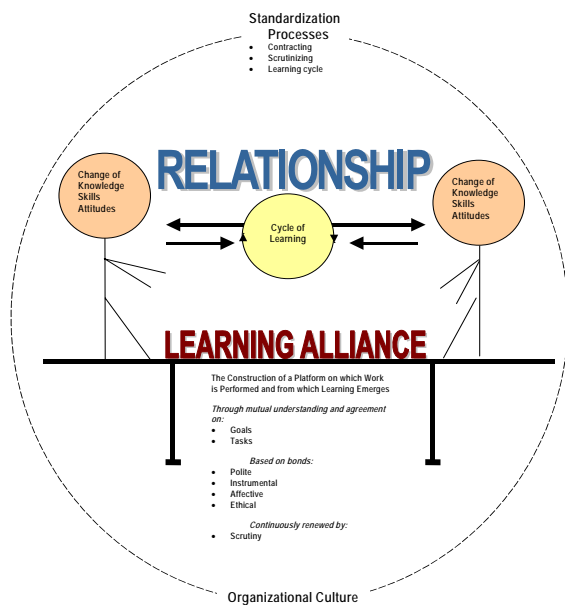 Standardization
Processes
• Contracting
• Scrutinizing
• Learning cycle
RELATIONSHIP
Change of
Knowledge
Skills
Attitudes
Cycle of
Learning
Change of
Knowledge
Skills
Attitudes
LEARNING ALLIANCE
The Construction of a Platform on which Work
is Performed and from which Learning Emerges
Through mutual understanding and agreement
on:
• Goals
• Tasks
Based on bonds:
• Polite
• Instrumental
• Affective
• Ethical
Continuously renewed by:
• Scrutiny
Organizational Culture